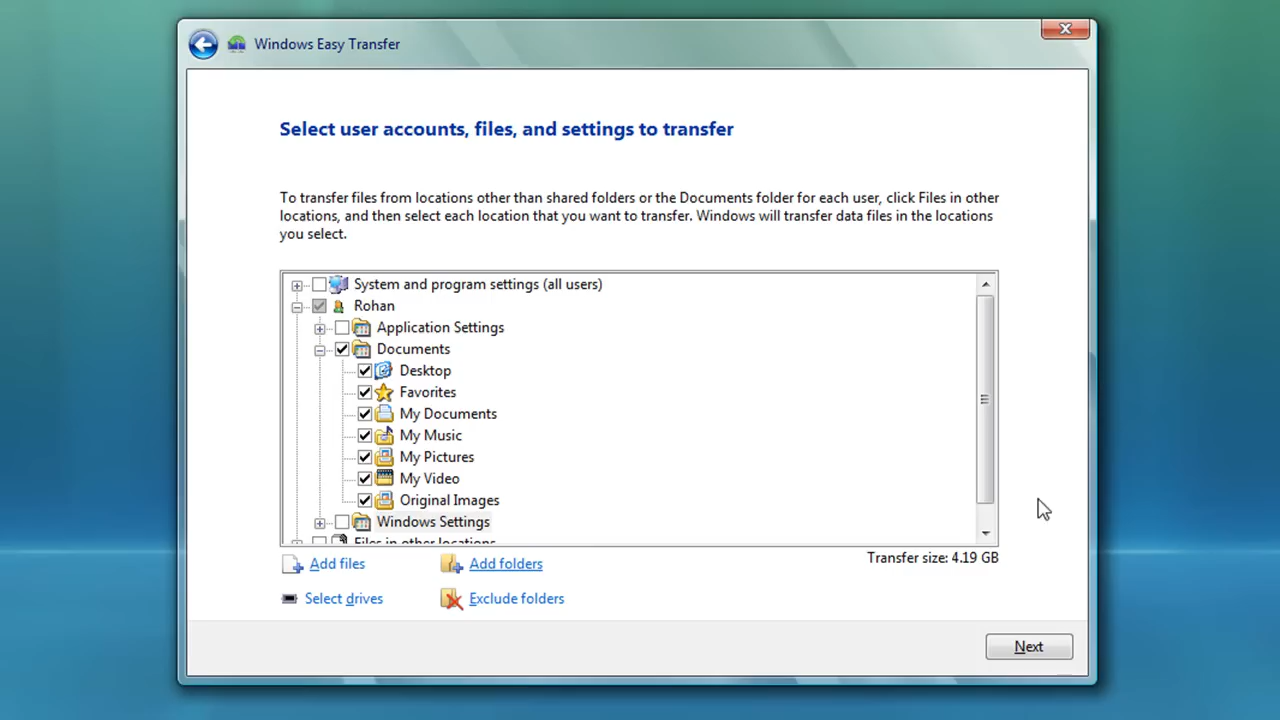 Windows Easy Transfer
Select user accounts, files, and settings to transfer
To transfer files from locations other than shared folders or the Documents folder for each user, click Files in other
locations, and then select each location that you want to transfer. Windows will transfer data files in the locations
you select.
System and program settings (all users)
Rohan
Application Settings
Documents
Desktop
Favorites
My Documents
My Music
My Pictures
My Video
Original Images
Windows Settings
Files in other locations
Transfer size: 4.19 GB
Add files
Add folders
Select drives
Exclude folders
Next